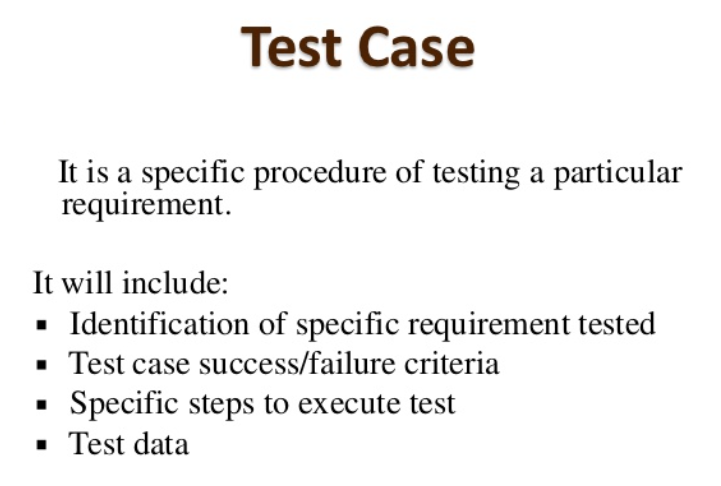 Test Case
It is a specific procedure of testing a particular
requirement.
It will include:
▪ Identification of specific requirement tested
▪ Test case success/failure criteria
▪ Specific steps to execute test
▪ Test data